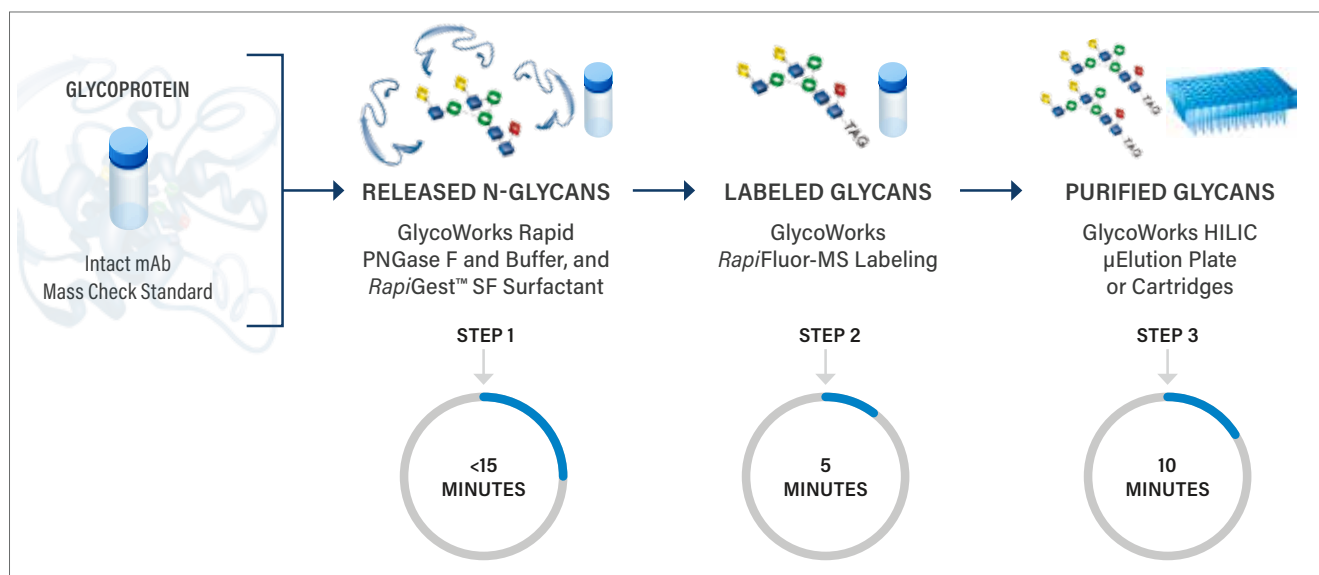 GLYCOPROTEIN
Intact mAb
Mass Check Standard
TAG
RELEASED N-GLYCANS
GlycoWorks Rapid
PNGase F and Buffer, and
RapiGest™ SF Surfactant
STEP 1
<15
MINUTES
LABELED GLYCANS
GlycoWorks
RapiFluor-MS Labeling
STEP 2
5
MINUTES
TAG
TAG
PURIFIED GLYCANS
GlycoWorks HILIC
µElution Plate
or Cartridges
STEP 3
10
MINUTES